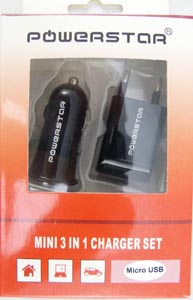 POWERSTAR®
POWERSTAR
MINI 3 IN 1 CHARGER SET
Micro USB